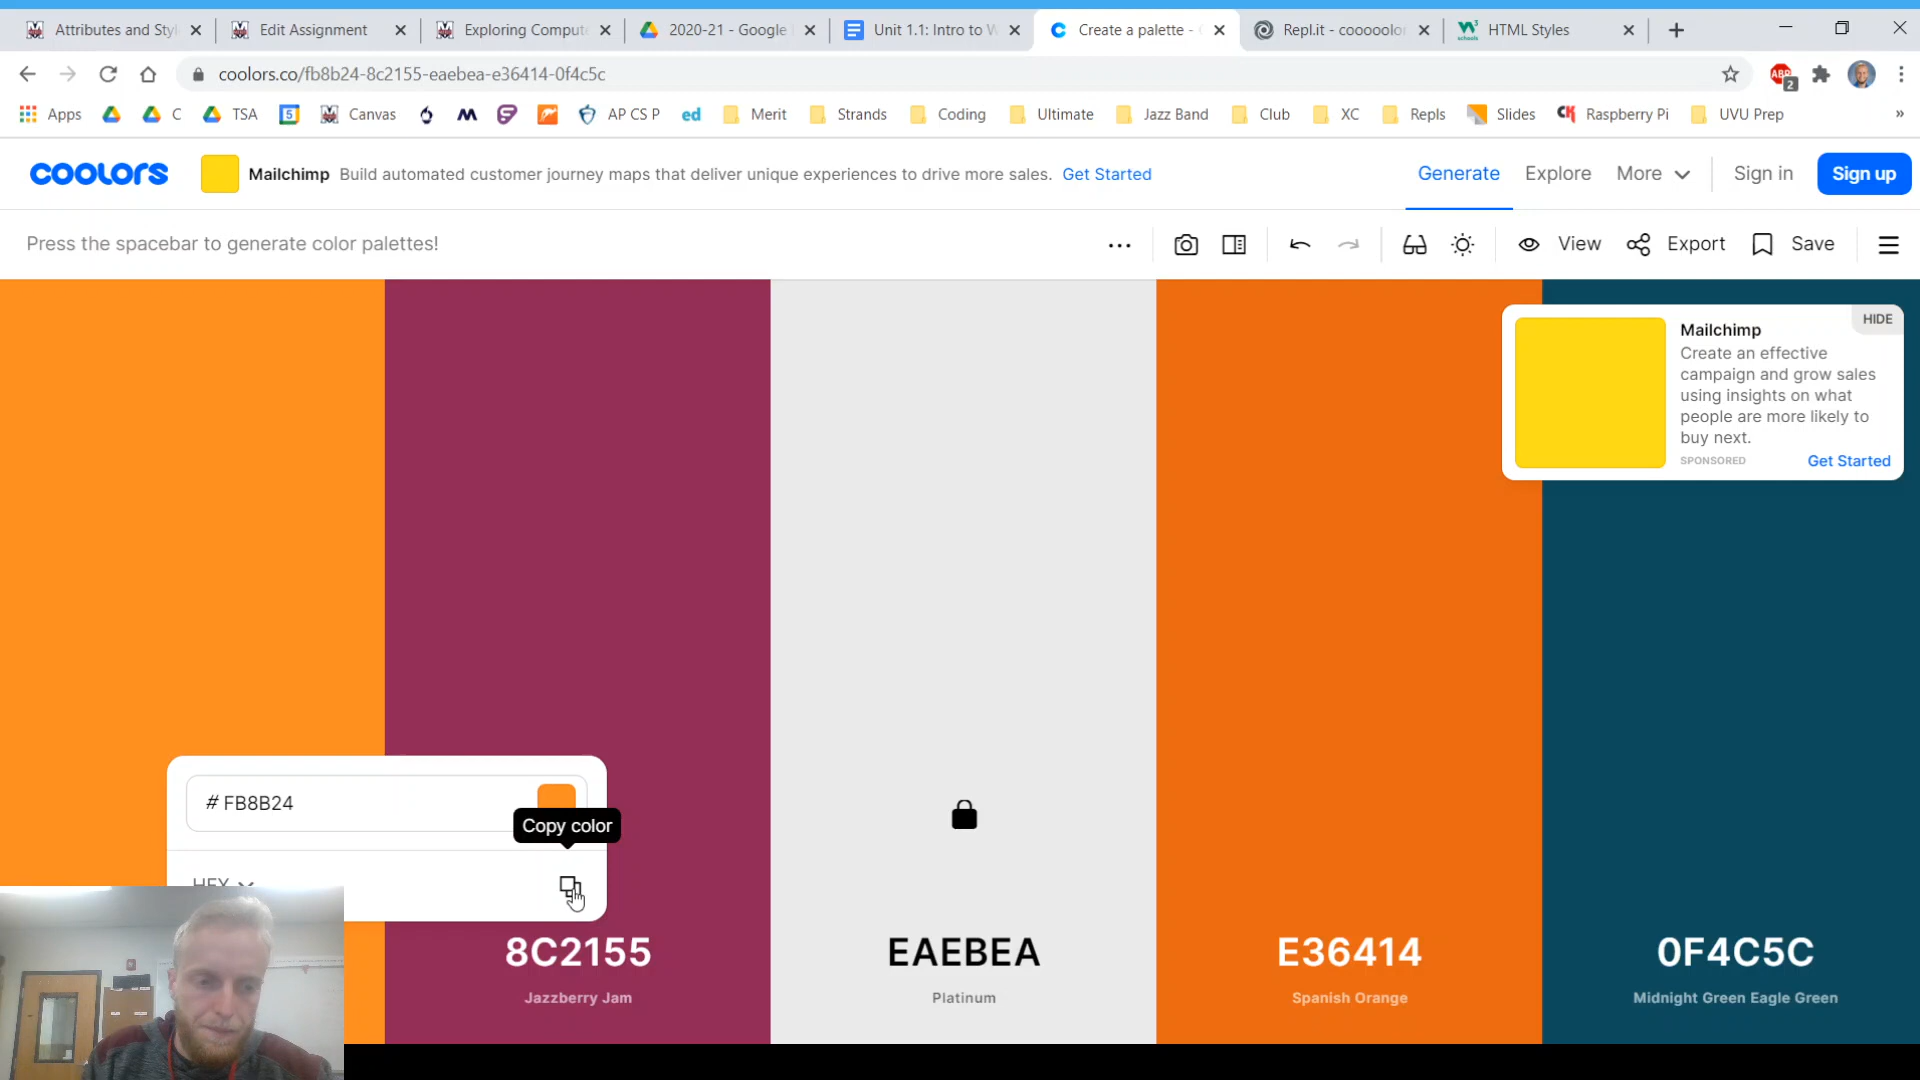 Attributes and Sty
Edit Assignment
Exploring Compute
2020-21 - Google
Unit 1.1: Intro to W
Create a palette -
Repl.it - cooooolor
HTML Styles
coolors.co/fb8b24-8c2155-eaebea-e36414-0f4c5c
ABP
2
Apps
C
TSA
5
Canvas
AP CS P
ed
Merit
Strands
Coding
Ultimate
Jazz Band
Club
XC
Repls
Slides
Raspberry Pi
UVU Prep
»
coolors
Mailchimp Build automated customer journey maps that deliver unique experiences to drive more sales. Get Started
Generate
Explore
More
Sign in
Sign up
Press the spacebar to generate color palettes!
View
Export
Save
HIDE
Mailchimp
Create an effective
campaign and grow sales
using insights on what
people are more likely to
buy next.
SPONSORED
Get Started
# FB8B24
Copy color
HEX
8C2155
EAEBEA
E36414
0F4C5C
Jazzberry Jam
Platinum
Spanish Orange
Midnight Green Eagle Green